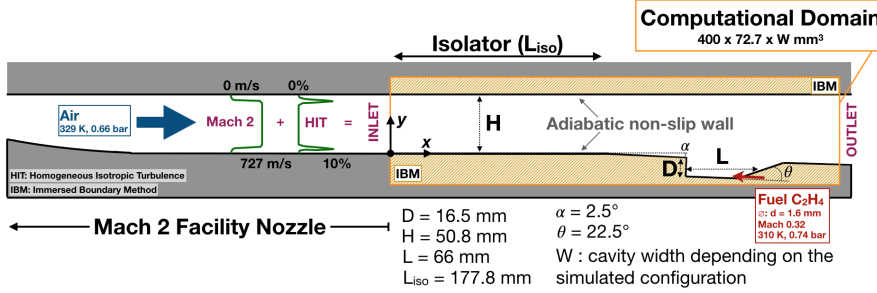 Computational Domain
400 x 72.7 x W mm³
Isolator (Liso)
IBM
0 m/s
0%
Air
329 K, 0.66 bar
Mach 2
+
HIT
=
INLET
y
x
H
Adiabatic non-slip wall
OUTLET
727 m/s
10%
α
D
L
θ
IBM
HIT: Homogeneous Isotropic Turbulence
IBM: Immersed Boundary Method
Fuel C₂H₄
⌀: d = 1.6 mm
Mach 0.32
310 K, 0.74 bar
Mach 2 Facility Nozzle
D = 16.5 mm
H = 50.8 mm
L = 66 mm
Liso = 177.8 mm
α = 2.5°
θ = 22.5°
W : cavity width depending on the
simulated configuration